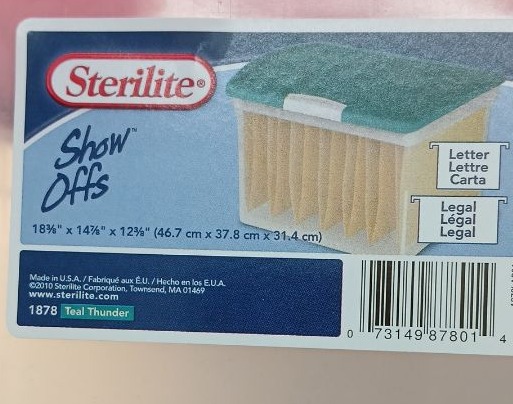 Sterilite®
Show™
Offs
Letter
Lettre
Carta
Legal
Légal
Legal
18⅜" x 14⅞" x 12⅜" (46.7 cm x 37.8 cm x 31.4 cm)
Made in U.S.A. / Fabriqué aux É.U. / Hecho en los E.U.A.
©2010 Sterilite Corporation, Townsend, MA 01469
www.sterilite.com
1878 Teal Thunder
0 73149 87801 4